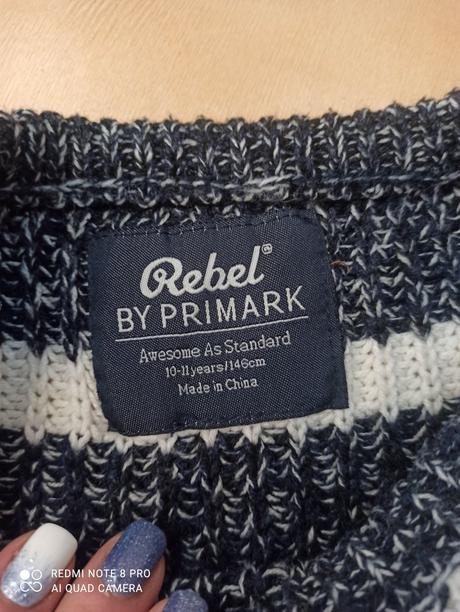 Rebel®
BY PRIMARK
Awesome As Standard
10-11years/146cm
Made in China
REDMI NOTE 8 PRO
AI QUAD CAMERA